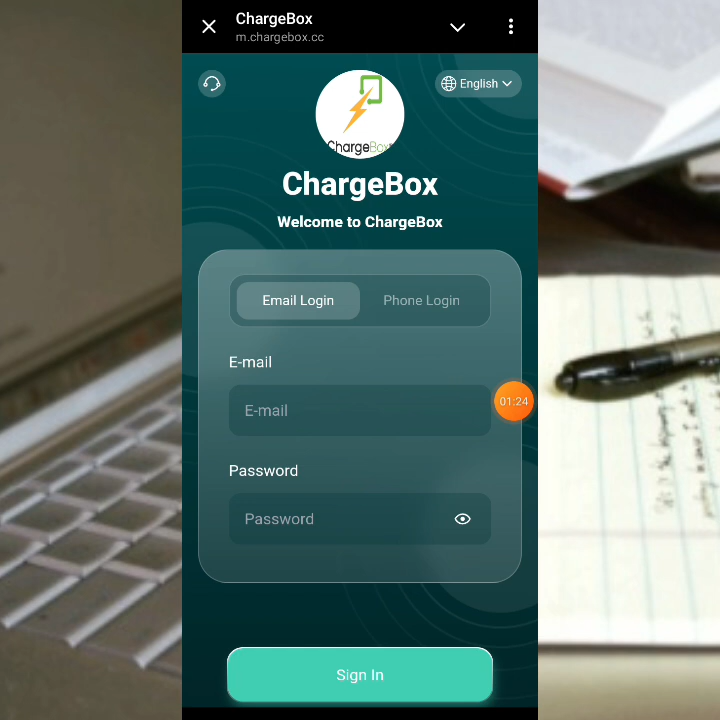 ChargeBox
m.chargebox.cc
English
ChargeBox
ChargeBox
Welcome to ChargeBox
Email Login
Phone Login
E-mail
E-mail
01:24
Password
Password
Sign In